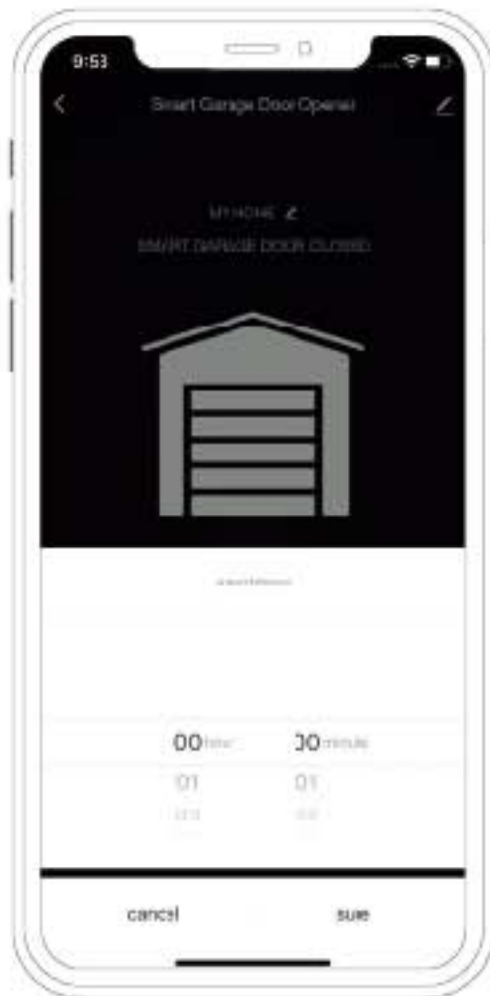 9:53
Smart Garage Door Opener
MY HOME
SMART GARAGE DOOR CLOSED
00 hour 00 minute
01 01
cancel sure